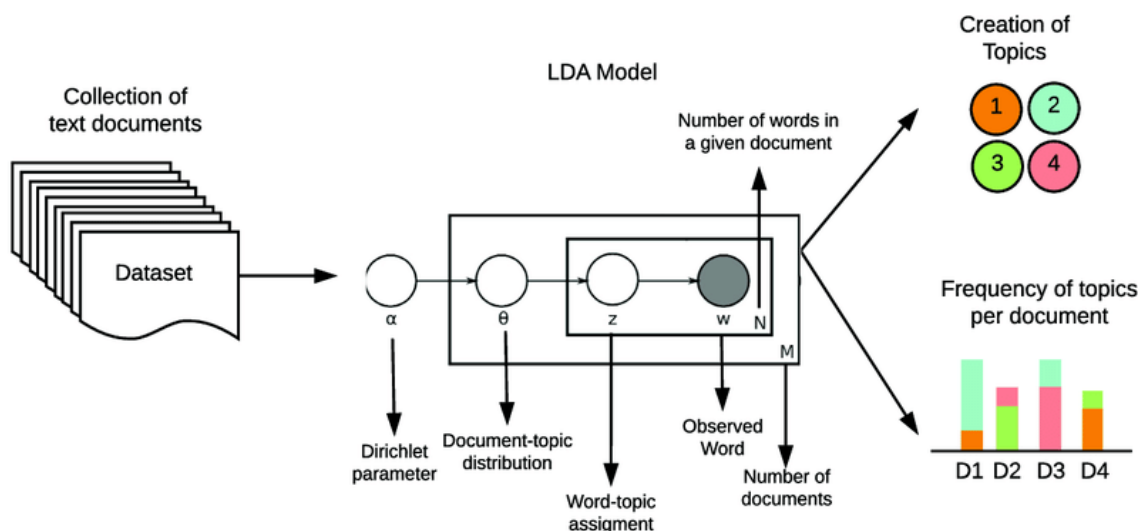 Collection of
text documents
Dataset
LDA Model
Number of words in
a given document
α
θ
z
w
N
M
Dirichlet
parameter
Document-topic
distribution
Word-topic
assigment
Observed
Word
Number of
documents
Creation of
Topics
1
2
3
4
Frequency of topics
per document
D1 D2 D3 D4